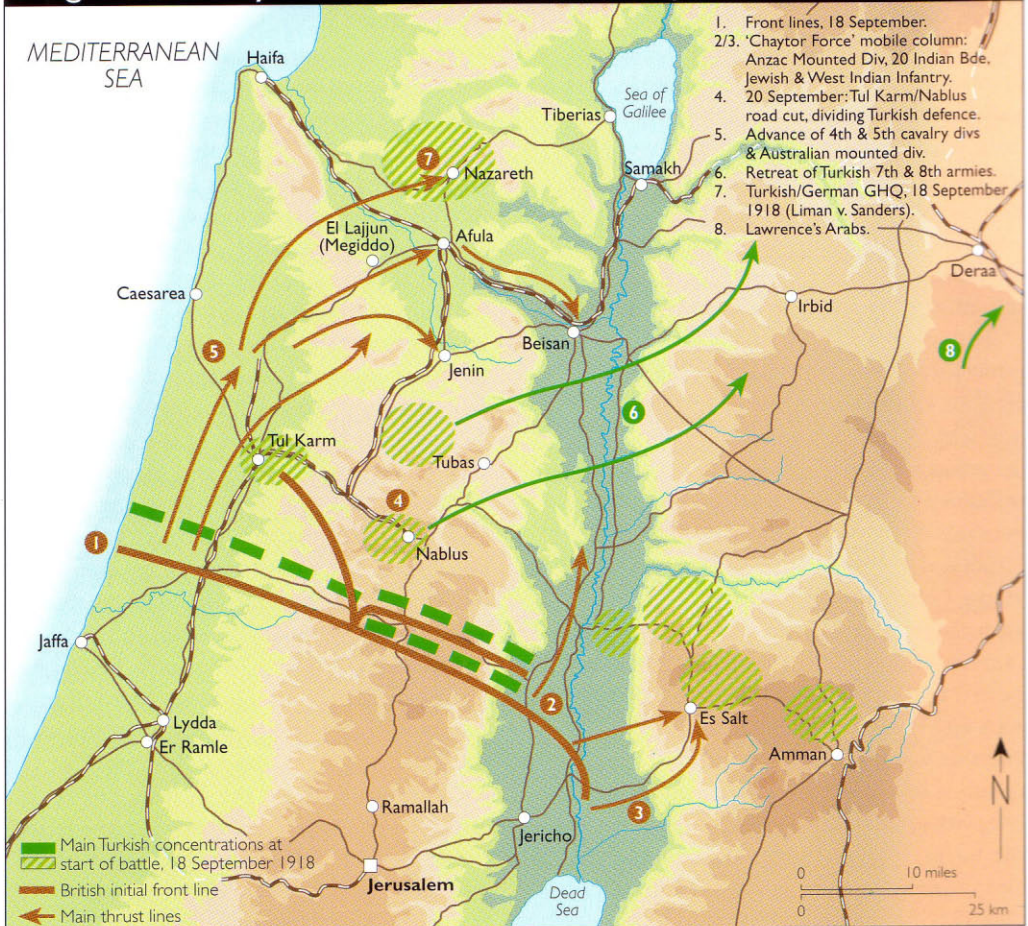 1. Front lines, 18 September.
2/3. 'Chaytor Force' mobile column:
Anzac Mounted Div, 20 Indian Bde,
Jewish & West Indian Infantry.
4. 20 September: Tul Karm/Nablus
road cut, dividing Turkish defence.
5. Advance of 4th & 5th cavalry divs
& Australian mounted div.
6. Retreat of Turkish 7th & 8th armies.
7. Turkish/German GHQ, 18 September
1918 (Liman v. Sanders).
8. Lawrence's Arabs.
MEDITERRANEAN
SEA
Haifa
Sea of
Galilee
Tiberias
7
Nazareth
Samakh
El Lajjun
(Megiddo)
Afula
Deraa
Caesarea
Irbid
5
Beisan
8
Jenin
6
Tul Karm
Tubas
4
Nablus
1
Jaffa
2
Es Salt
Lydda
Er Ramle
Amman
N
Ramallah
3
Jericho
Jerusalem
Dead
Sea
Main Turkish concentrations at
start of battle, 18 September 1918
British initial front line
Main thrust lines
0 10 miles
0 25 km